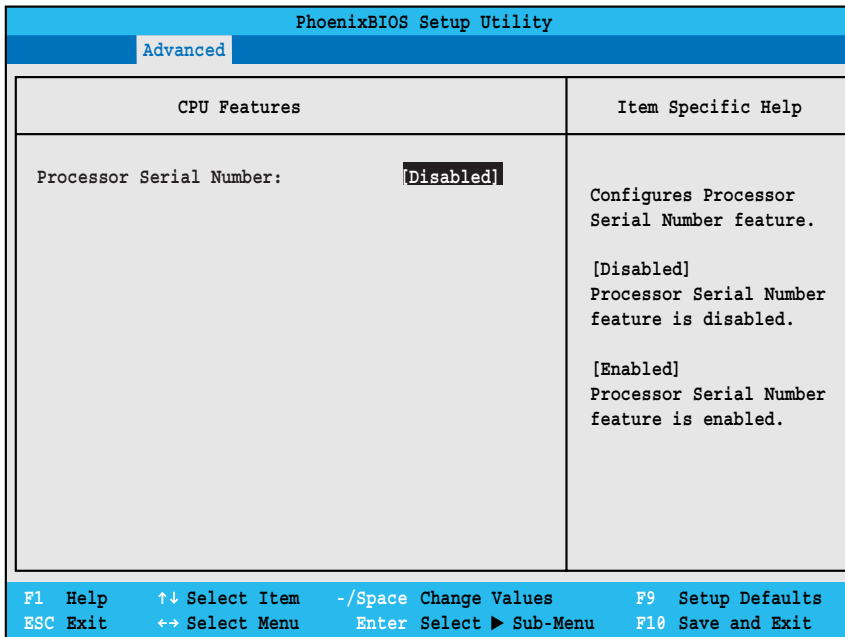 PhoenixBIOS Setup Utility
Advanced
CPU Features
Item Specific Help
Processor Serial Number: [Disabled]
Configures Processor
Serial Number feature.
[Disabled]
Processor Serial Number
feature is disabled.
[Enabled]
Processor Serial Number
feature is enabled.
F1 Help ↑↓ Select Item -/Space Change Values F9 Setup Defaults
ESC Exit ←→ Select Menu Enter Select ▶ Sub-Menu F10 Save and Exit